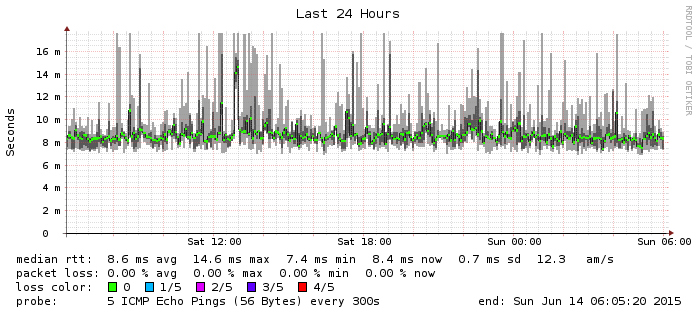 Last 24 Hours
RRDTOOL / TOBI OETIKER
Seconds
16 m
14 m
12 m
10 m
8 m
6 m
4 m
2 m
0
Sat 12:00 Sat 18:00 Sun 00:00 Sun 06:00
median rtt: 8.6 ms avg 14.6 ms max 7.4 ms min 8.4 ms now 0.7 ms sd 12.3 am/s
packet loss: 0.00 % avg 0.00 % max 0.00 % min 0.00 % now
loss color: 0 1/5 2/5 3/5 4/5
probe: 5 ICMP Echo Pings (56 Bytes) every 300s end: Sun Jun 14 06:05:20 2015